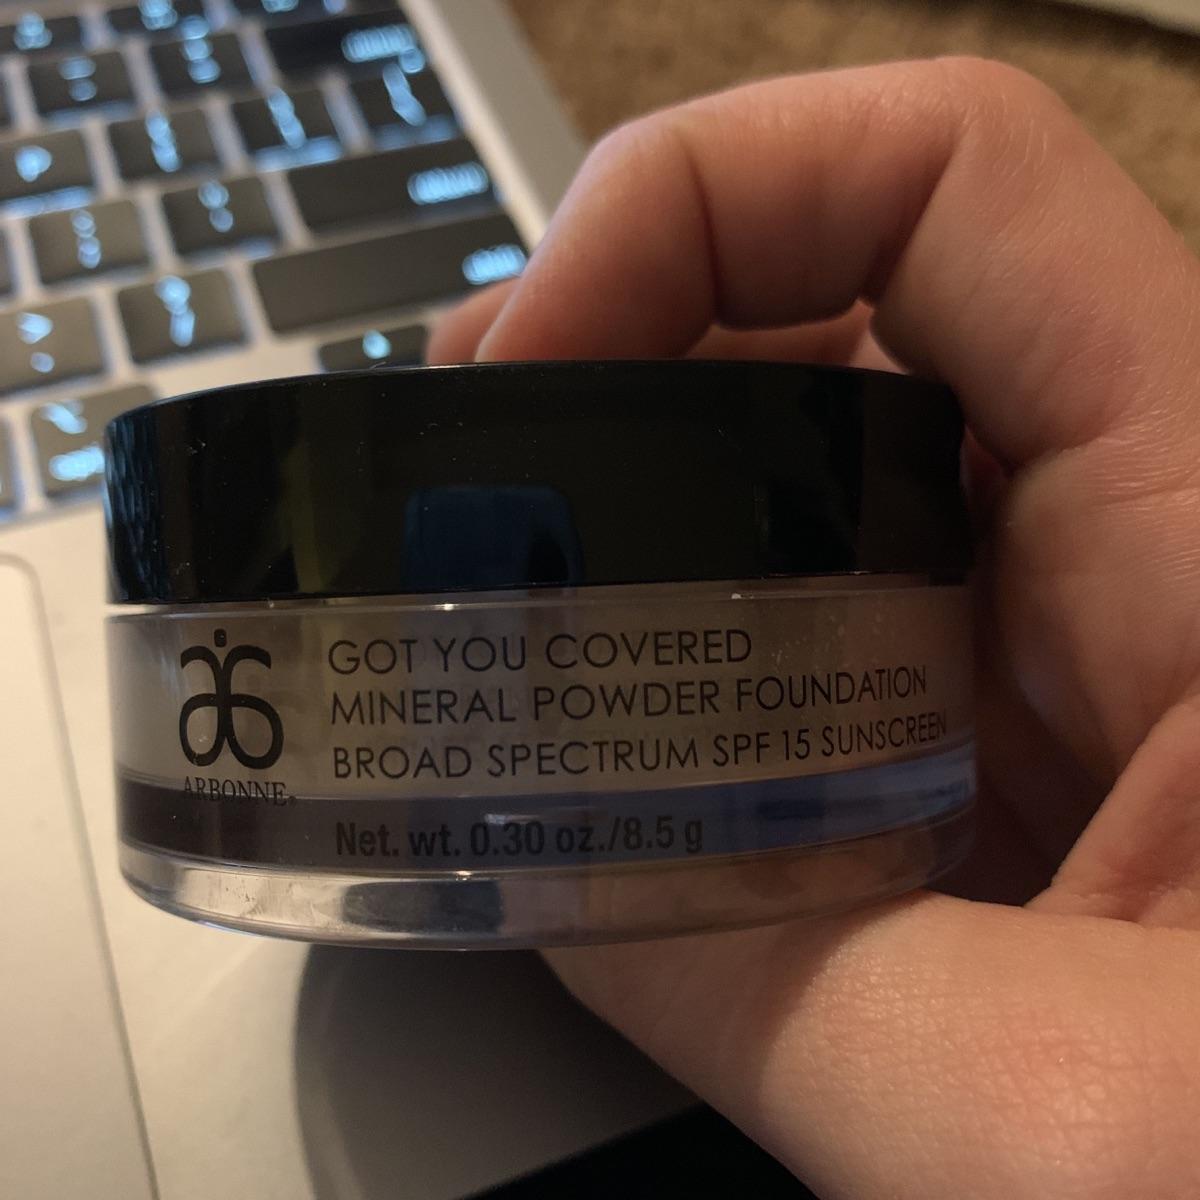 GOT YOU COVERED
MINERAL POWDER FOUNDATION
BROAD SPECTRUM SPF 15 SUNSCREEN
ARBONNE®
Net. wt. 0.30 oz./8.5 g